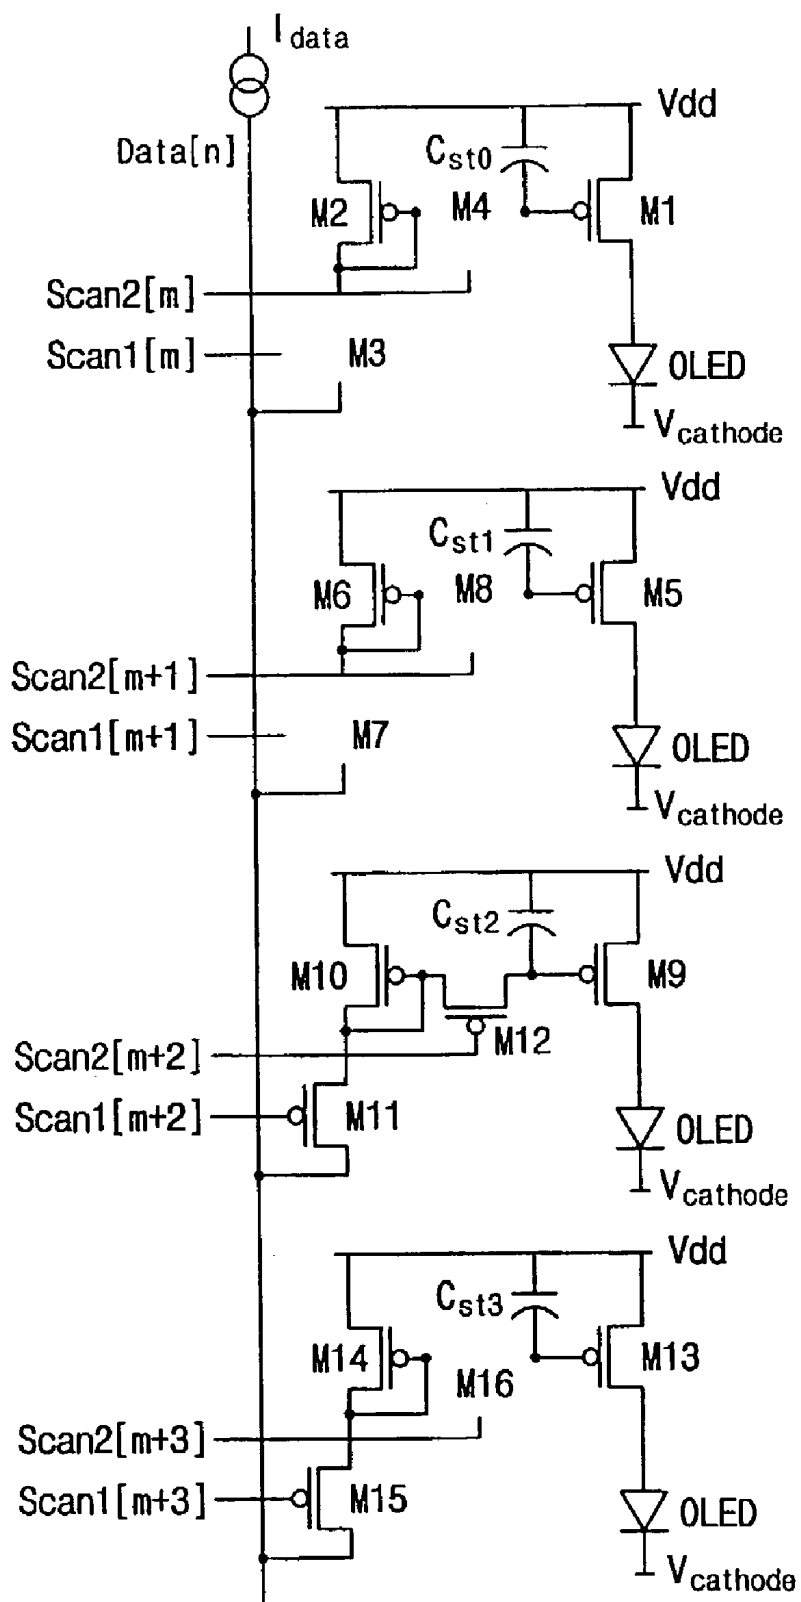 I data
Data[n]
Vdd
Cst0
M2
M4
M1
Scan2[m]
Scan1[m]
M3
OLED
Vcathode
Vdd
Cst1
M6
M8
M5
Scan2[m+1]
Scan1[m+1]
M7
OLED
Vcathode
Vdd
Cst2
M10
M9
M12
Scan2[m+2]
Scan1[m+2]
M11
OLED
Vcathode
Vdd
Cst3
M14
M16
M13
Scan2[m+3]
Scan1[m+3]
M15
OLED
Vcathode